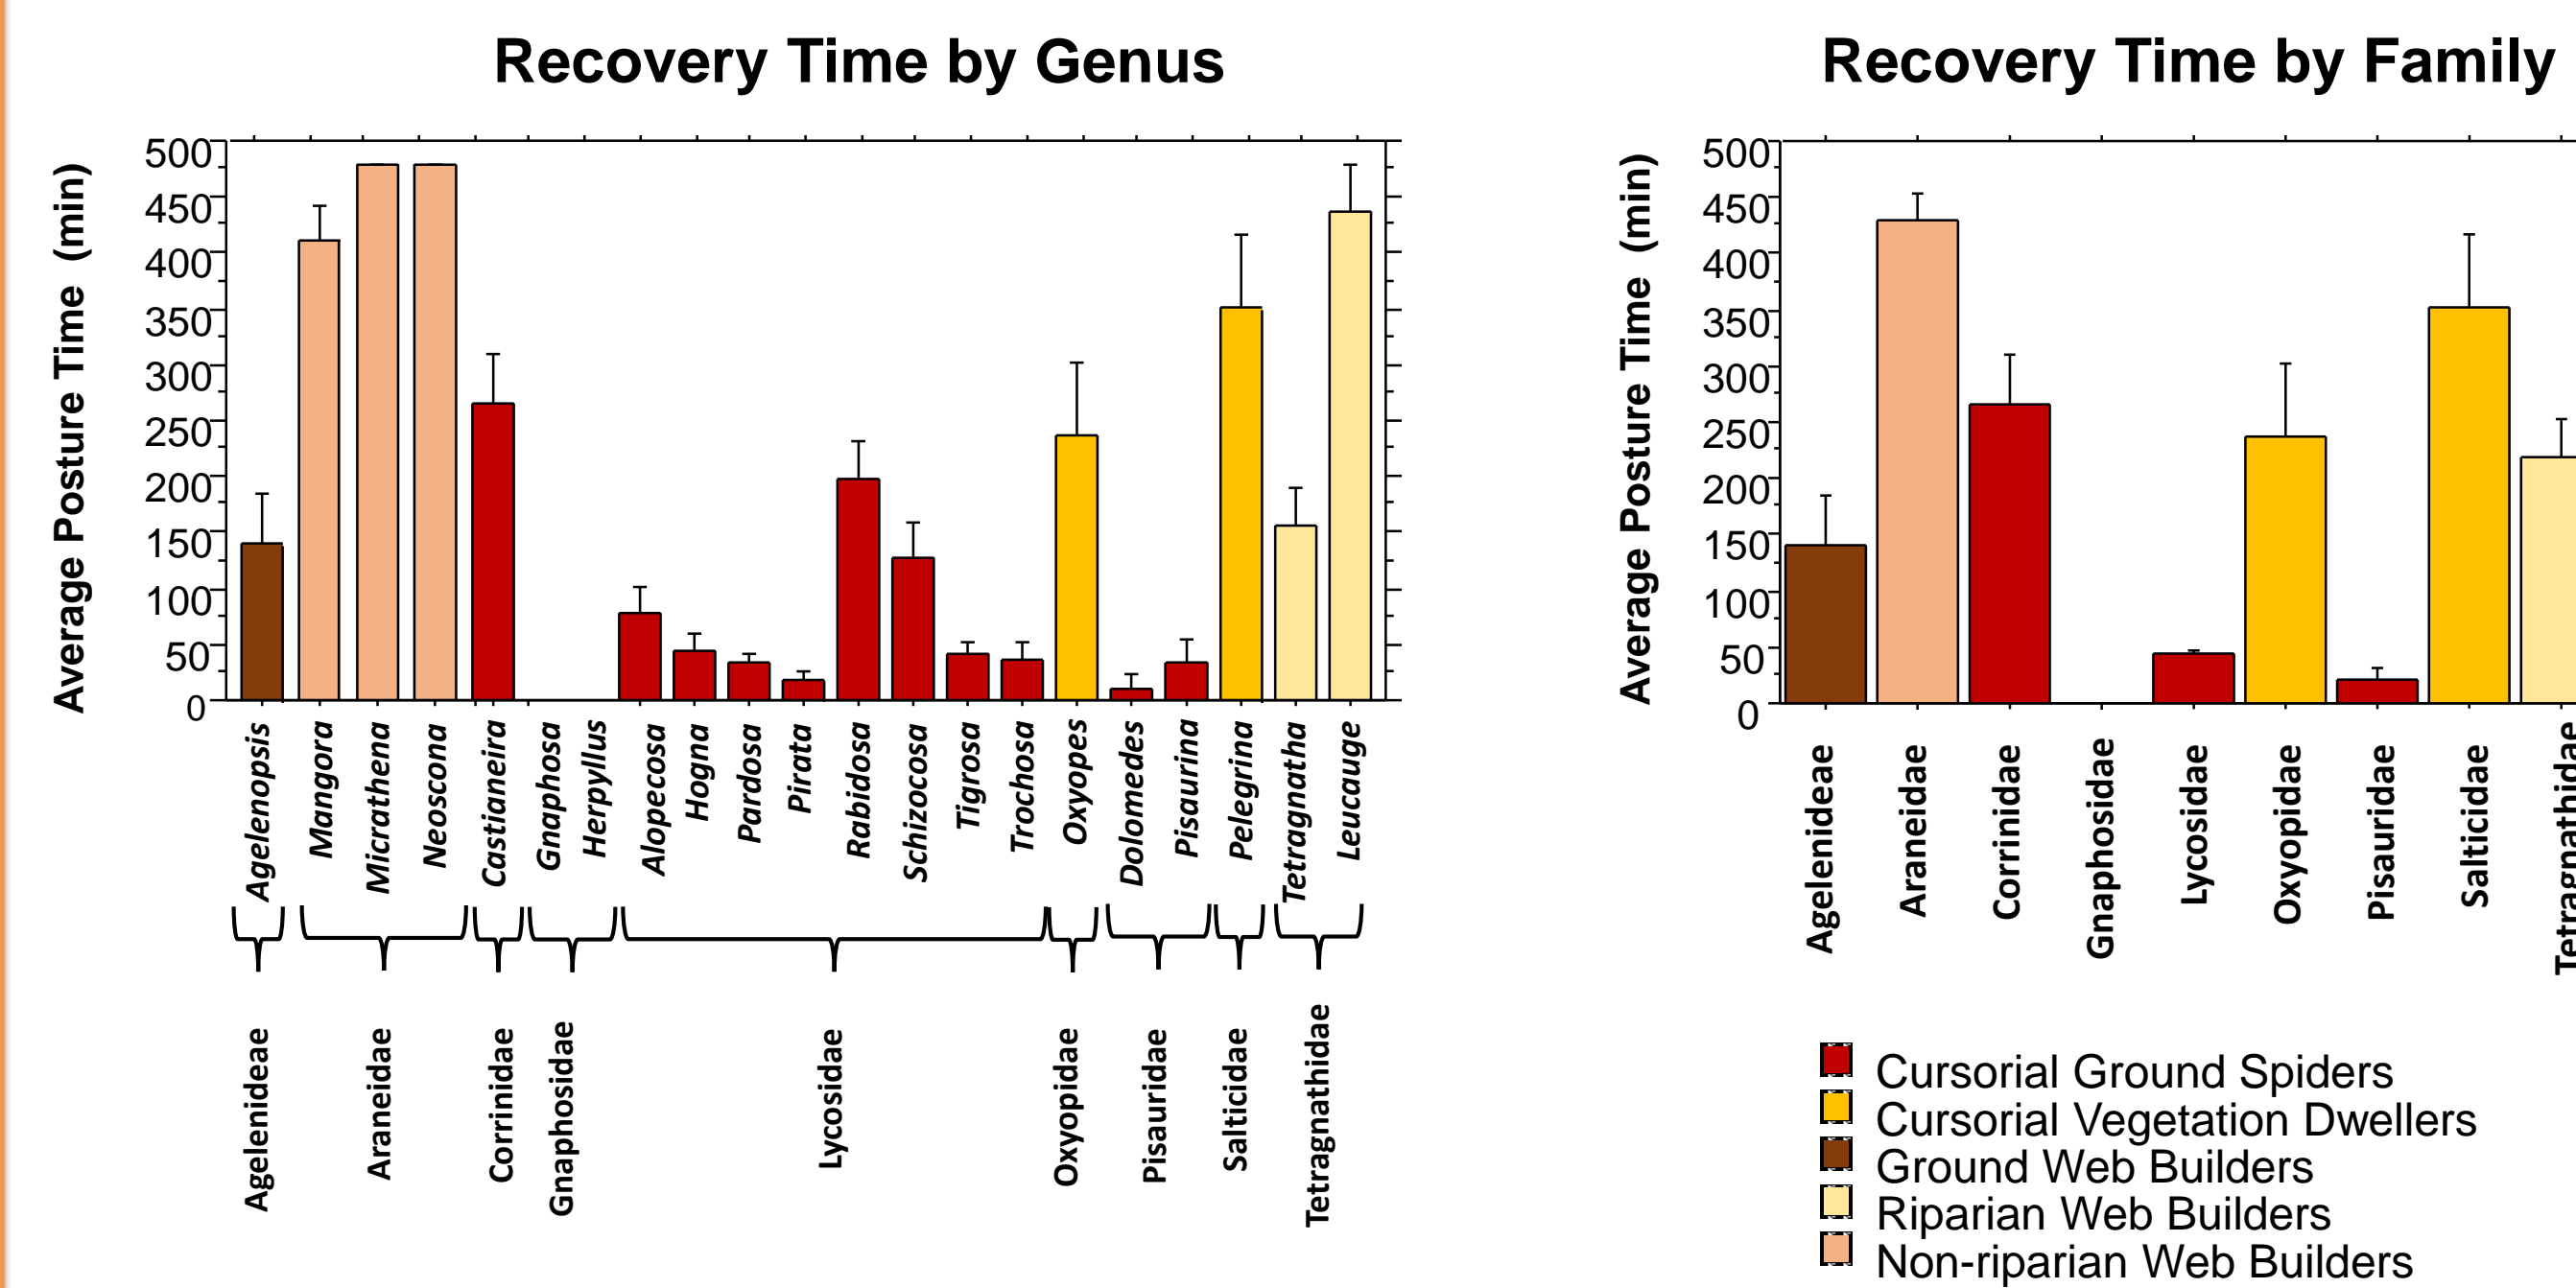 Recovery Time by Genus
Average Posture Time (min)
500
450
400
350
300
250
200
150
100
50
0
Agelenopsis
Mangora
Micrathena
Neoscona
Castianeira
Gnaphosa
Herpyllus
Alopecosa
Hogna
Pardosa
Pirata
Rabidosa
Schizocosa
Tigrosa
Trochosa
Oxyopes
Dolomedes
Pisaurina
Pelegrina
Tetragnatha
Leucauge
Agelenideae
Araneidae
Corrinidae
Gnaphosidae
Lycosidae
Oxyopidae
Pisauridae
Salticidae
Tetragnathidae
Recovery Time by Family
Average Posture Time (min)
500
450
400
350
300
250
200
150
100
50
0
Agelenideae
Araneidae
Corrinidae
Gnaphosidae
Lycosidae
Oxyopidae
Pisauridae
Salticidae
Tetragnathidae
Cursorial Ground Spiders
Cursorial Vegetation Dwellers
Ground Web Builders
Riparian Web Builders
Non-riparian Web Builders